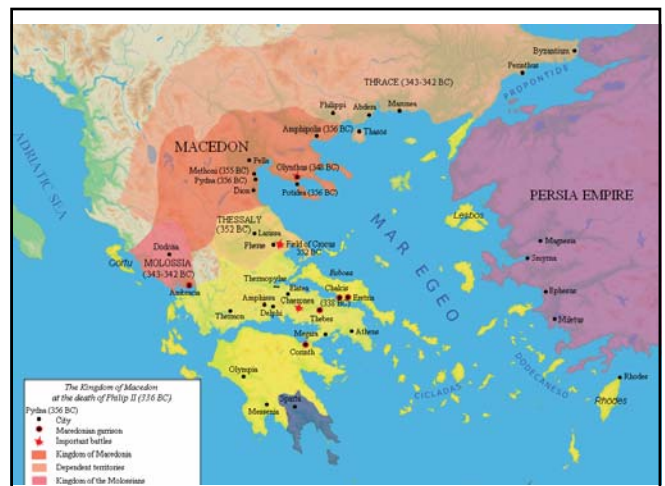 Byzantium
Perinthus
PROPONTIDE
THRACE (343-342 BC)
Philippi
Abdera
Maronea
Amphipolis (356 BC)
Thasos
MACEDON
Pella
Methoni (355 BC)
Pydna (356 BC)
Dion
Olynthus (348 BC)
Potidea (356 BC)
ADRIATIC SEA
PERSIA EMPIRE
THESSALY
(352 BC)
Larissa
Pherae
Field of Crocus
352 BC
Lesbos
MAR EGEO
Magnesia
Smyrna
Ephesus
Miletus
Dodona
MOLOSSIA
(343-342 BC)
Corfu
Ambracia
Thermopylae
Elatea
Euboea
Chalcis
Eretria
Amphissa
Chaeronea
(338 BC)
Delphi
Thebes
Thermon
Megara
Athens
Corinth
Olympia
Messenia
Sparta
CICLADAS
DODECANESO
Rhodes
Rhodes
The Kingdom of Macedon
at the death of Philip II (336 BC)
Pydna (356 BC)
City
Macedonian garrison
Important battles
Kingdom of Macedonia
Dependent territories
Kingdom of the Molossians